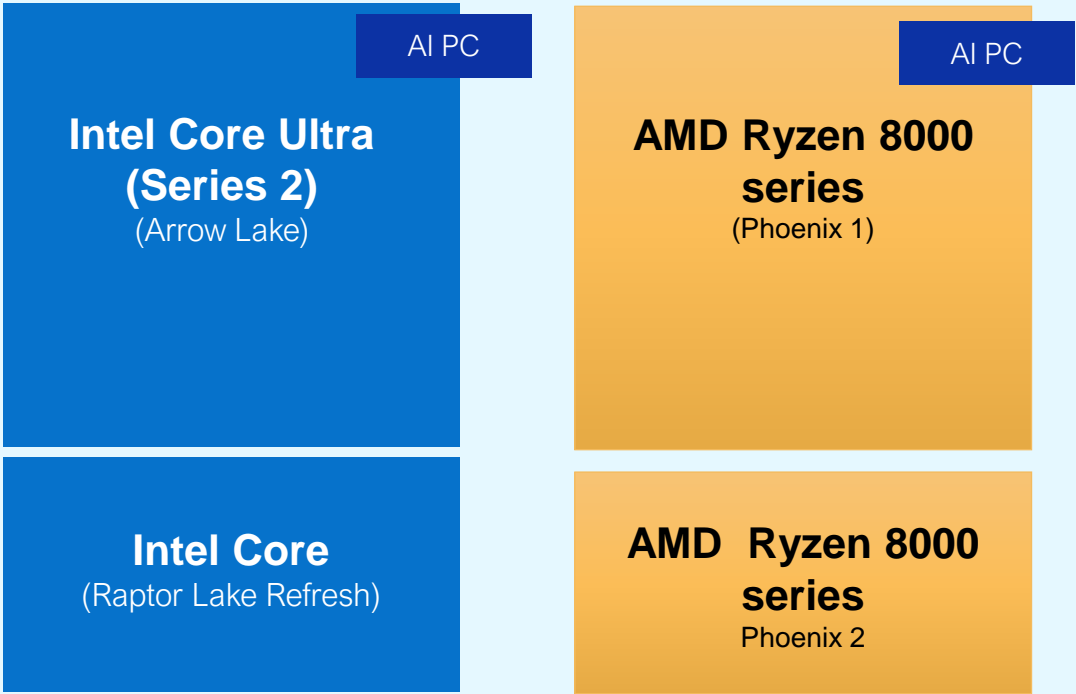 AI PC
Intel Core Ultra
(Series 2)
(Arrow Lake)
AI PC
AMD Ryzen 8000
series
(Phoenix 1)
Intel Core
(Raptor Lake Refresh)
AMD  Ryzen 8000
series
Phoenix 2